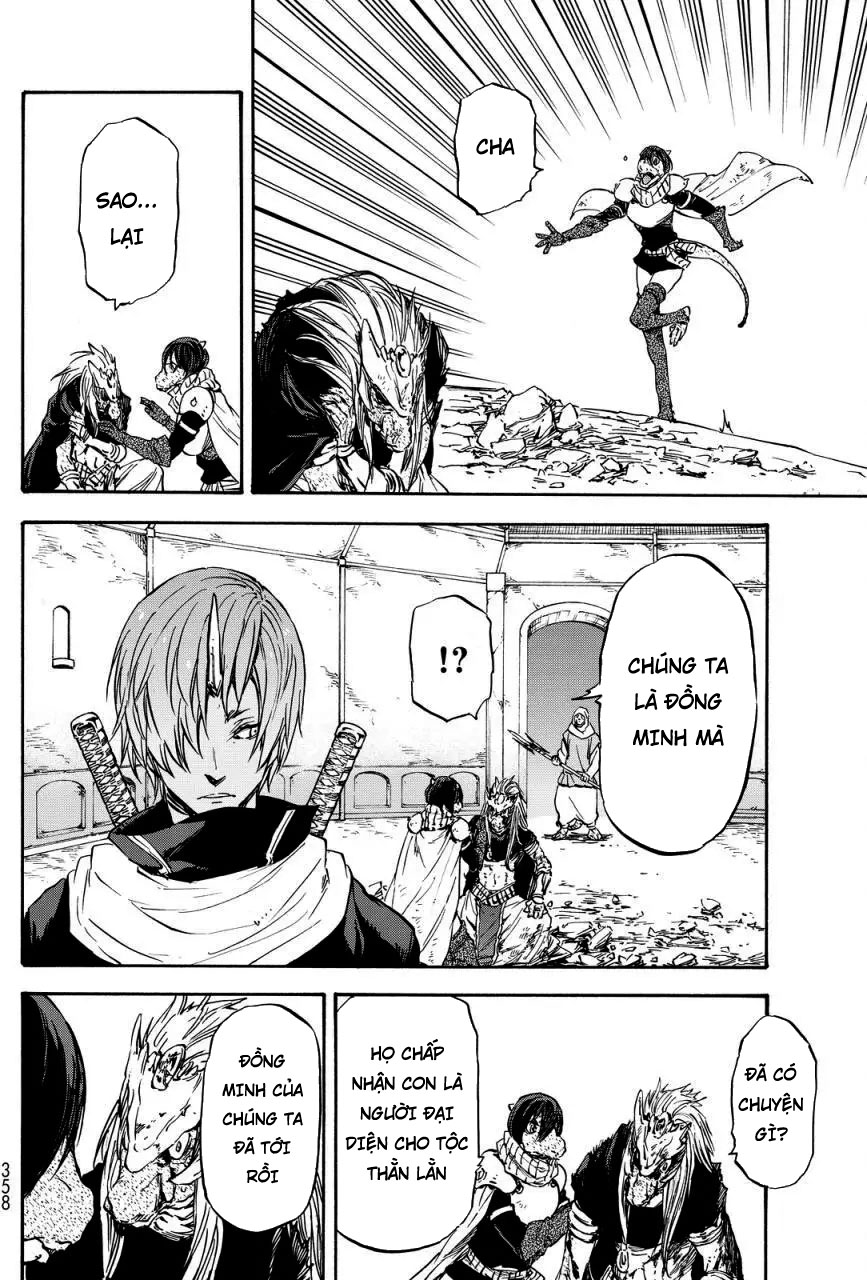 CHA
SAO...
LẠI
CHÚNG TA
LÀ ĐỒNG
MINH MÀ
!?
ĐÃ CÓ
CHUYỆN
GÌ?
HỌ CHẤP
NHẬN CON LÀ
NGƯỜI ĐẠI
DIỆN CHO TỘC
THẰN LẰN
ĐỒNG
MINH CỦA
CHÚNG TA
ĐÃ TỚI
RỒI
358